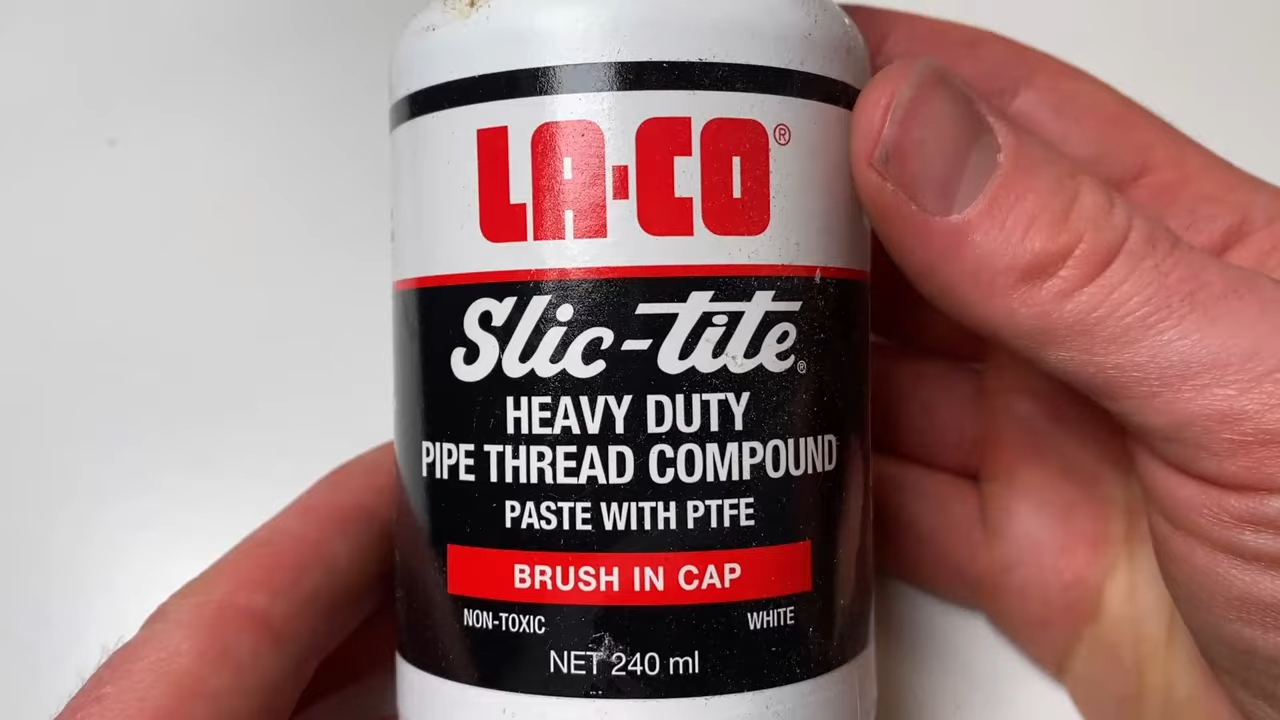 LA-CO®
Slic-tite®
HEAVY DUTY
PIPE THREAD COMPOUND
PASTE WITH PTFE
BRUSH IN CAP
NON-TOXIC WHITE
NET 240 ml